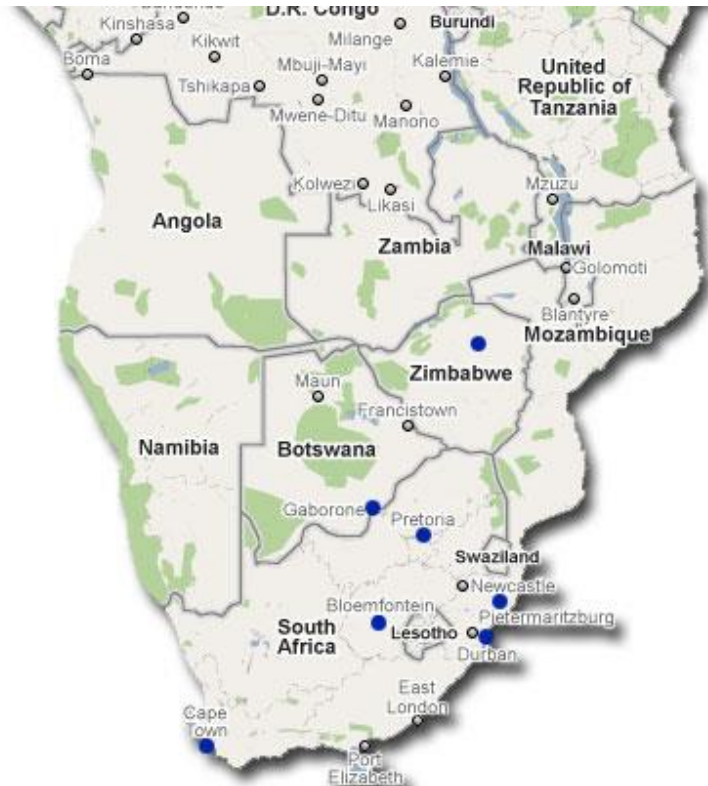 D.R. Congo
Burundi
Kinshasa
Kikwit
Milange
Boma
Mbuji-Mayi
Kalemie
United
Republic of
Tanzania
Tshikapa
Mwene-Ditu
Manono
Kolwezi
Likasi
Mzuzu
Angola
Zambia
Malawi
Golomoti
Blantyre
Mozambique
Zimbabwe
Maun
Francistown
Namibia
Botswana
Gaborone
Pretoria
Swaziland
Newcastle
Bloemfontein
Pietermaritzburg
South
Africa
Lesotho
Durban
East
London
Cape
Town
Port
Elizabeth